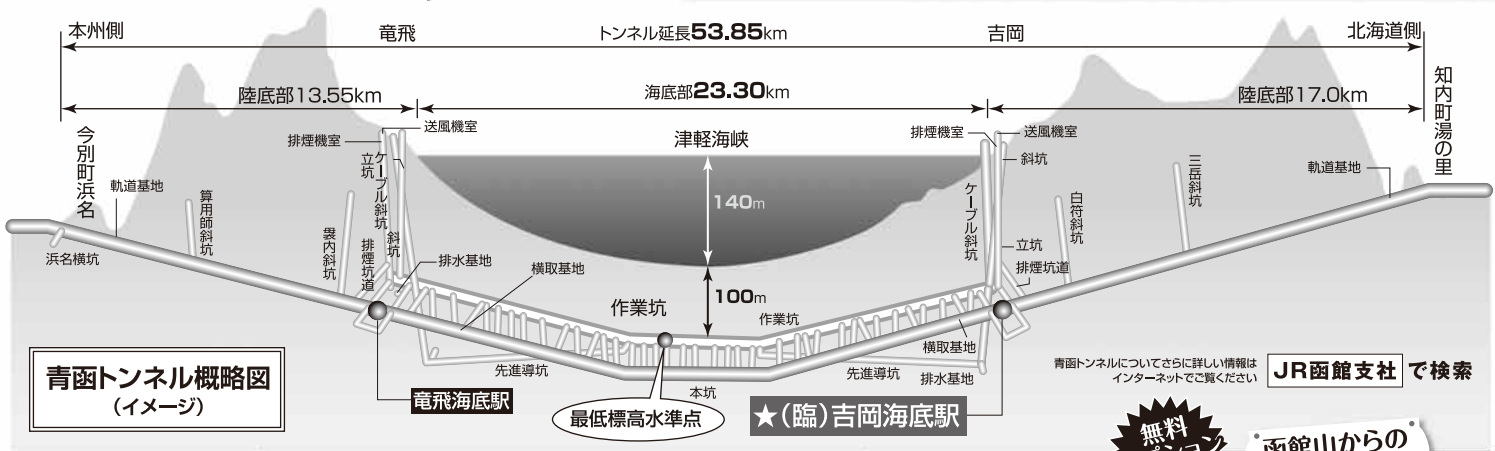 本州側
竜飛
トンネル延長53.85km
吉岡
北海道側
陸底部13.55km
海底部23.30km
陸底部17.0km
今別町浜名
知内町湯の里
送風機室
排煙機室
立坑
ケーブル斜坑
斜坑
津軽海峡
排煙機室
送風機室
斜坑
ケーブル斜坑
立坑
排煙坑道
軌道基地
算用師斜坑
袰内斜坑
排煙坑道
排水基地
横取基地
浜名横坑
140m
100m
作業坑
作業坑
白符斜坑
三岳斜坑
軌道基地
横取基地
先進導坑
本坑
先進導坑
排水基地
竜飛海底駅
最低標高水準点
★(臨)吉岡海底駅
青函トンネル概略図
(イメージ)
青函トンネルについてさらに詳しい情報は
インターネットでご覧ください
JR函館支社 で検索
無料
函館山からの